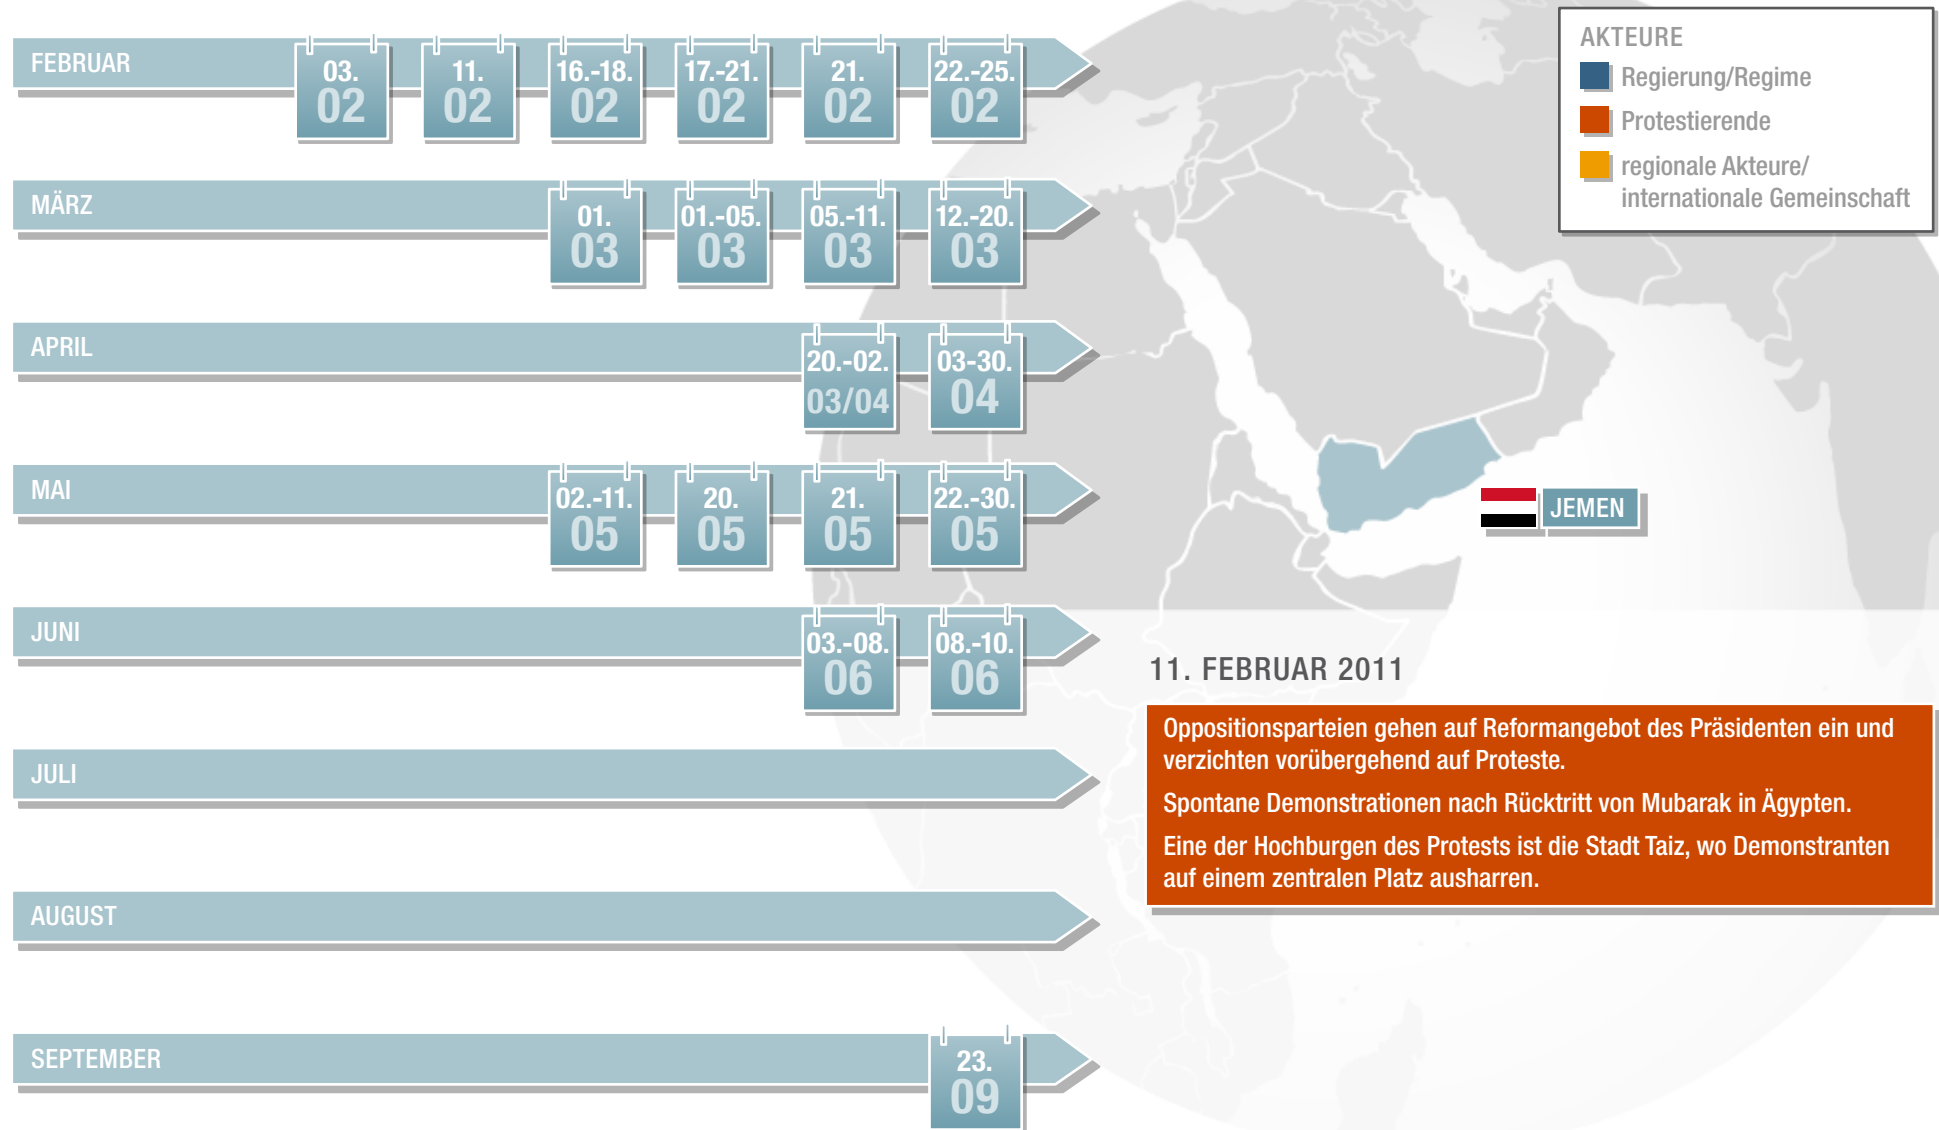 FEBRUAR
03.
02
11.
02
16.-18.
02
17.-21.
02
21.
02
22.-25.
02
MÄRZ
01.
03
01.-05.
03
05.-11.
03
12.-20.
03
APRIL
20.-02.
03/04
03-30.
04
MAI
02.-11.
05
20.
05
21.
05
22.-30.
05
JUNI
03.-08.
06
08.-10.
06
JULI
AUGUST
SEPTEMBER
23.
09
AKTEURE
Regierung/Regime
Protestierende
regionale Akteure/
internationale Gemeinschaft
JEMEN
11. FEBRUAR 2011
Oppositionsparteien gehen auf Reformangebot des Präsidenten ein und
verzichten vorübergehend auf Proteste.
Spontane Demonstrationen nach Rücktritt von Mubarak in Ägypten.
Eine der Hochburgen des Protests ist die Stadt Taiz, wo Demonstranten
auf einem zentralen Platz ausharren.